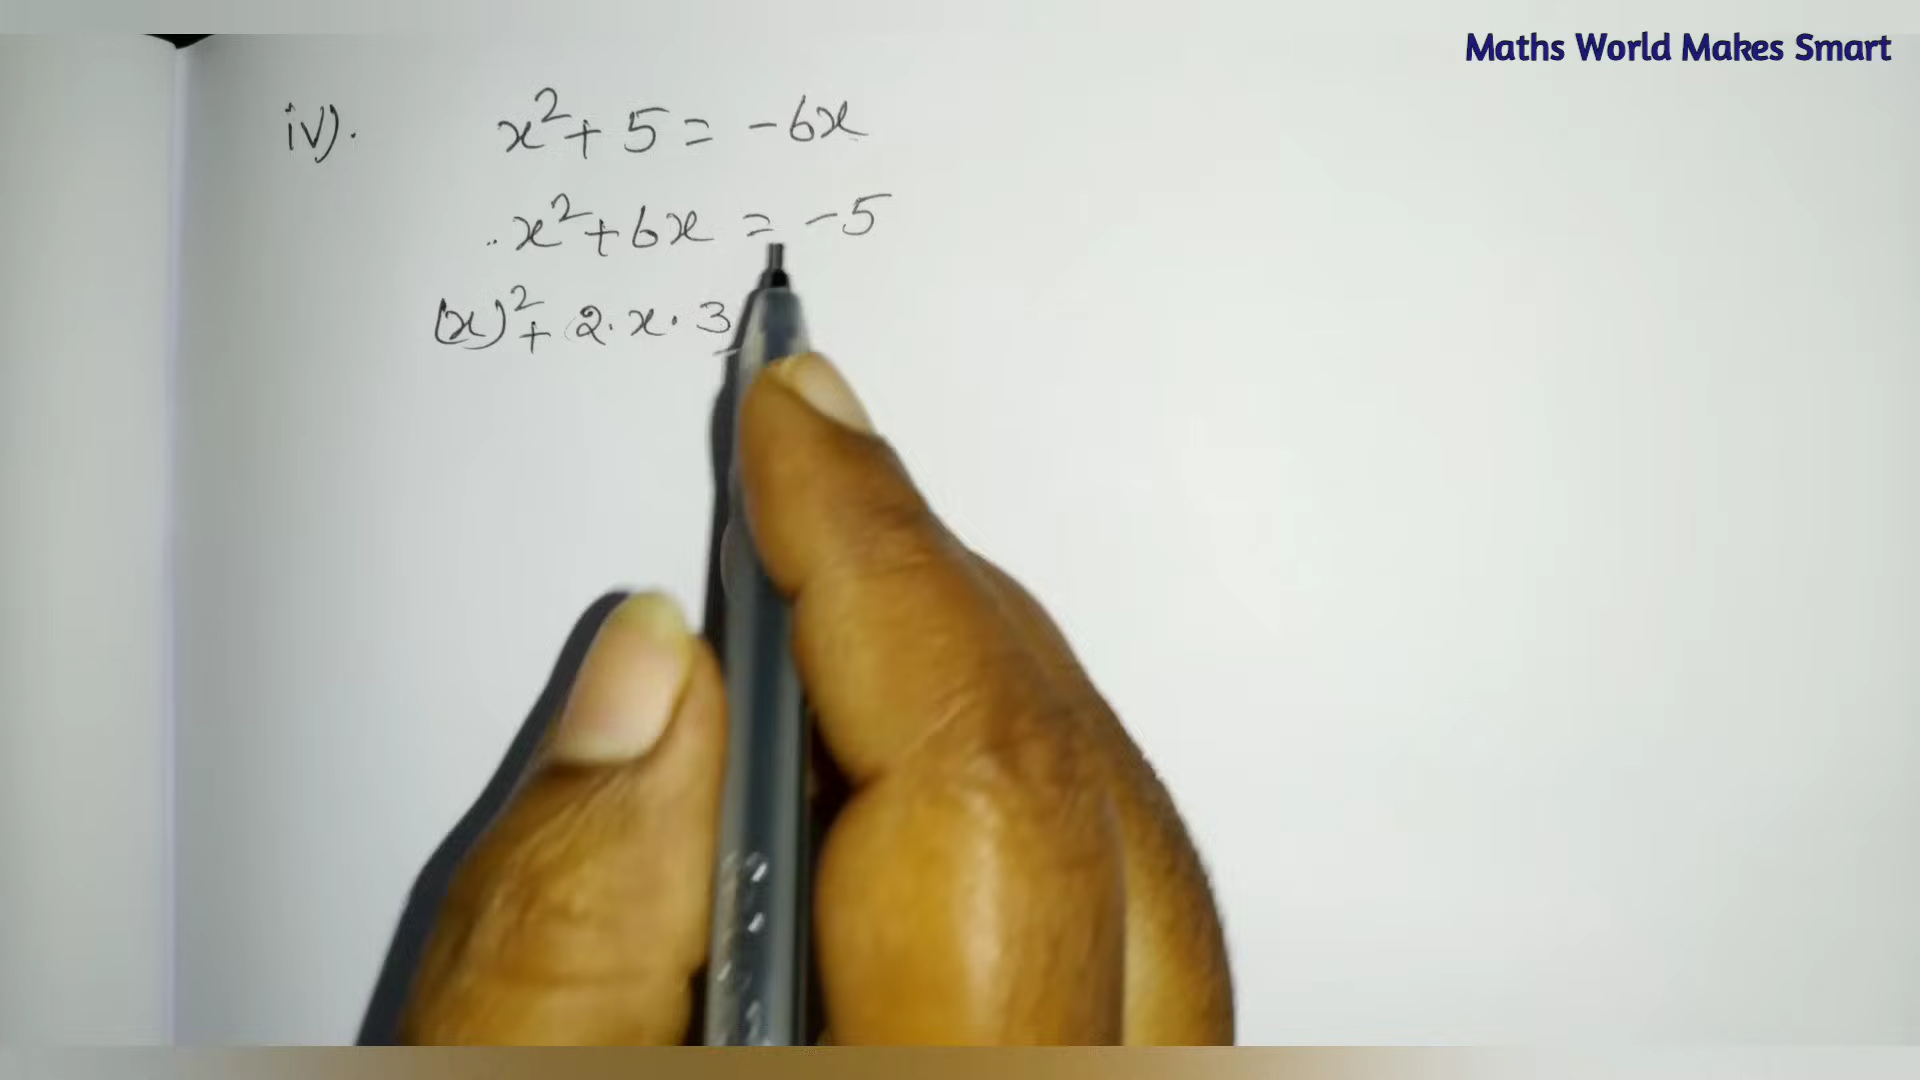 Maths World Makes Smart
iv). x² + 5 = -6x
x² + 6x = -5
(x)² + 2·x·3